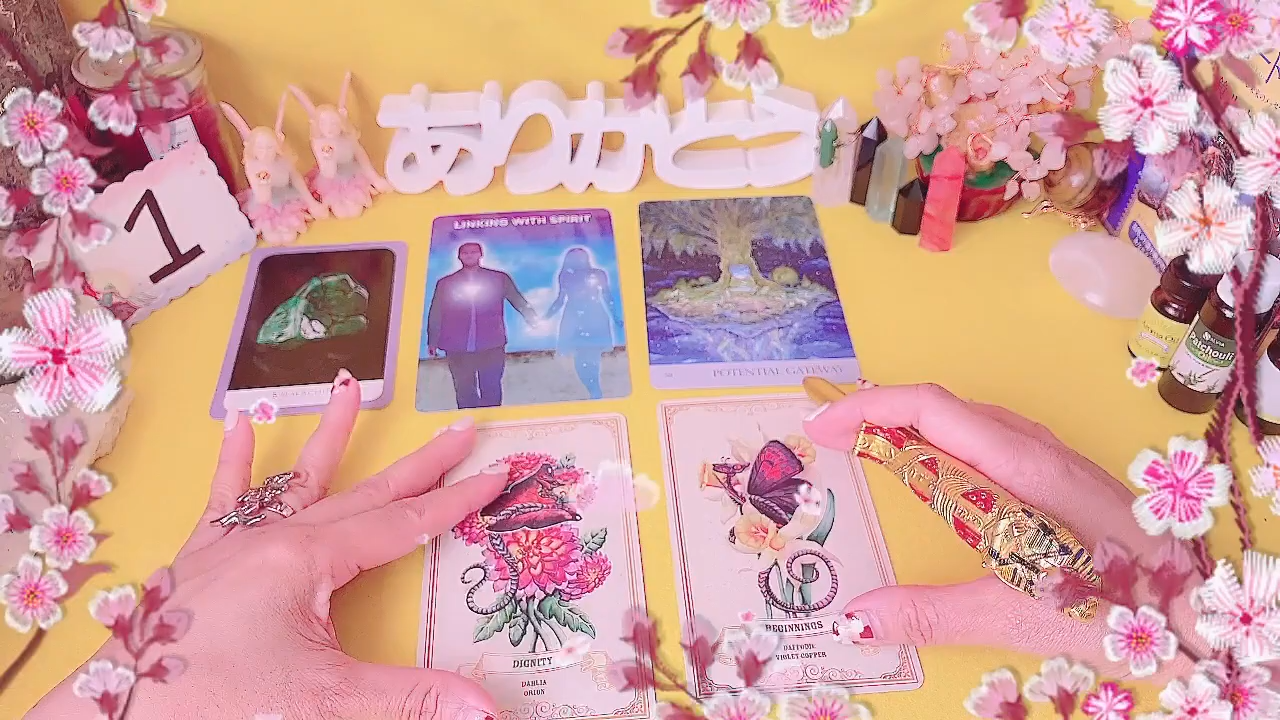 ありがとう
1
LINKING WITH SPIRIT
POTENTIAL GATEWAY
DIGNITY
DAHLIA
ORION
BEGINNINGS
DAFFODIL
VIOLET COPPER
Patchouli